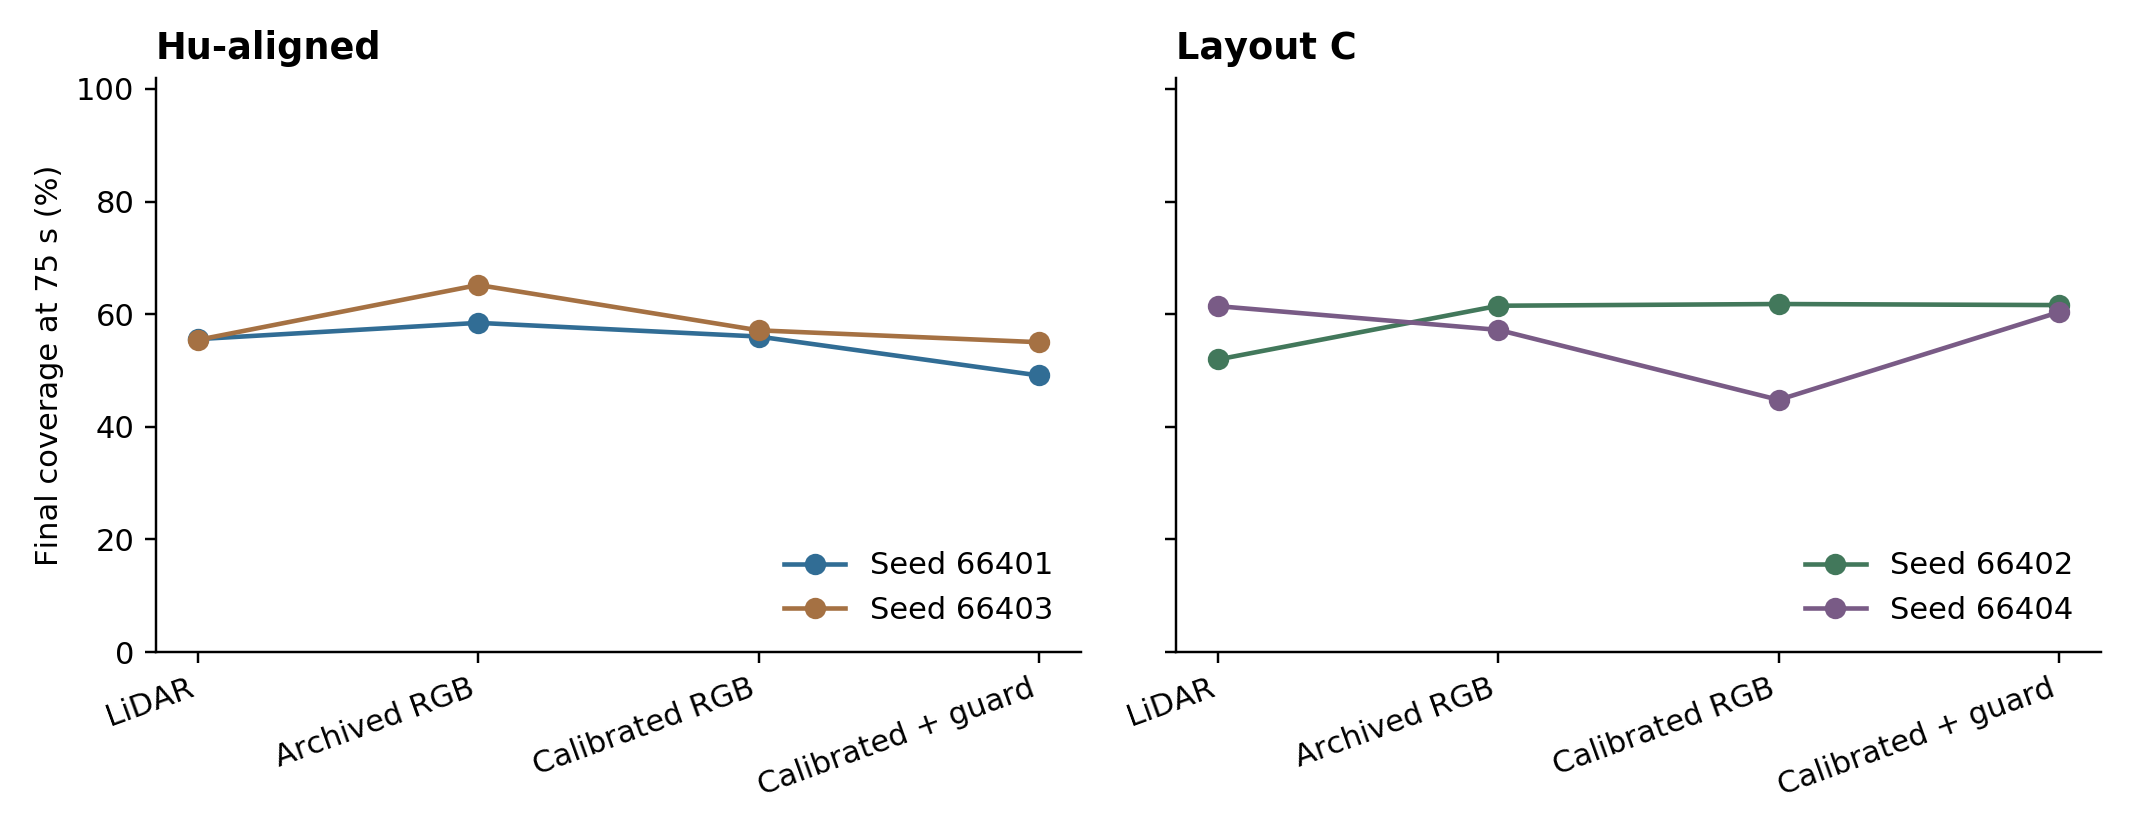 Hu-aligned
Final coverage at 75 s (%)
100
80
60
40
20
0
LiDAR
Archived RGB
Calibrated RGB
Calibrated + guard
Seed 66401
Seed 66403
Layout C
LiDAR
Archived RGB
Calibrated RGB
Calibrated + guard
Seed 66402
Seed 66404